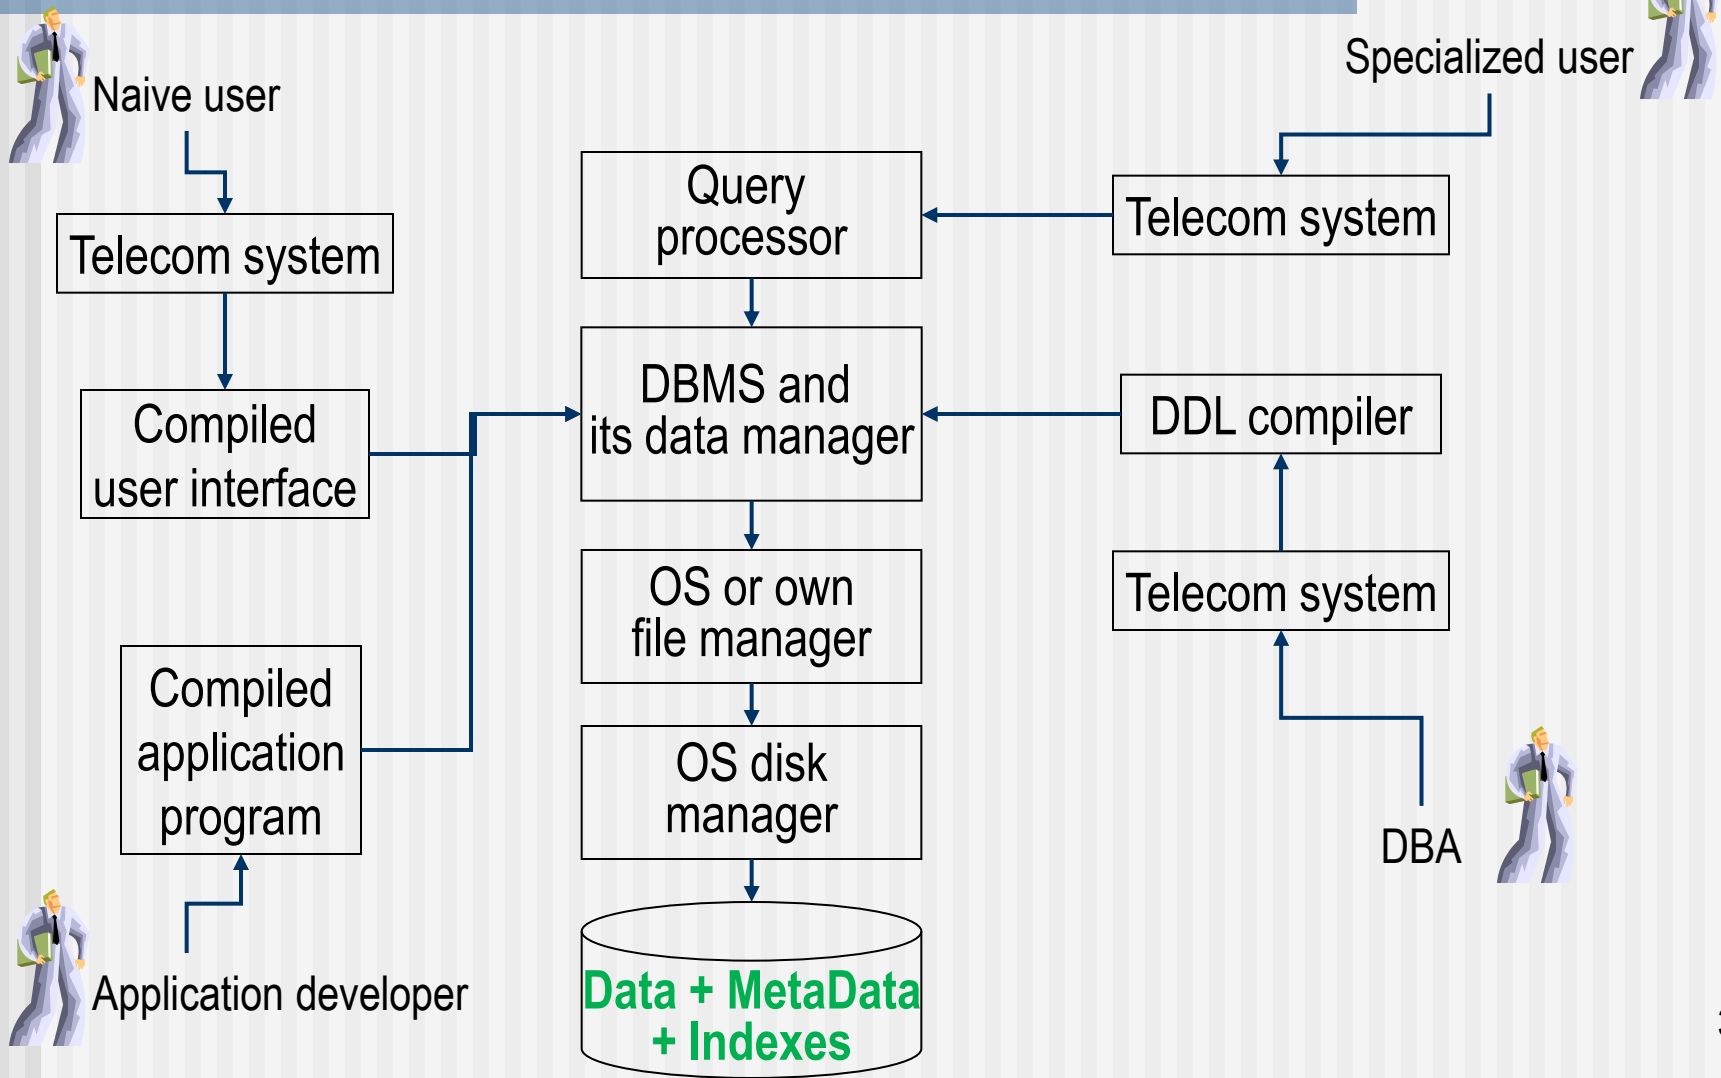 Specialized user
Naive user
Query
processor
Telecom system
Telecom system
DBMS and
its data manager
DDL compiler
Compiled
user interface
OS or own
file manager
Telecom system
Compiled
application
program
OS disk
manager
DBA
Application developer
Data + MetaData
+ Indexes